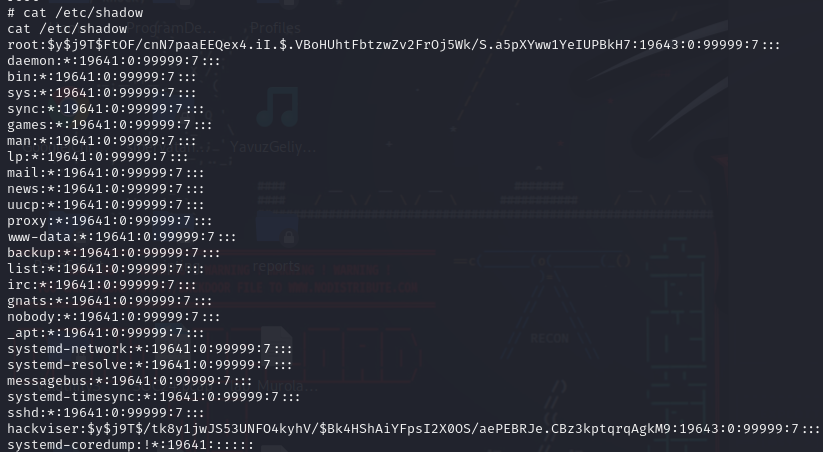 # cat /etc/shadow
cat /etc/shadow
root:$y$j9T$FtOF/cnN7paaEEQex4.iI.$.VBoHUhtFbtzwZv2FrOj5Wk/S.a5pXYww1YeIUPBkH7:19643:0:99999:7:::
daemon:*:19641:0:99999:7:::
bin:*:19641:0:99999:7:::
sys:*:19641:0:99999:7:::
sync:*:19641:0:99999:7:::
games:*:19641:0:99999:7:::
man:*:19641:0:99999:7:::
lp:*:19641:0:99999:7:::
mail:*:19641:0:99999:7:::
news:*:19641:0:99999:7:::
uucp:*:19641:0:99999:7:::
proxy:*:19641:0:99999:7:::
www-data:*:19641:0:99999:7:::
backup:*:19641:0:99999:7:::
list:*:19641:0:99999:7:::
irc:*:19641:0:99999:7:::
gnats:*:19641:0:99999:7:::
nobody:*:19641:0:99999:7:::
_apt:*:19641:0:99999:7:::
systemd-network:*:19641:0:99999:7:::
systemd-resolve:*:19641:0:99999:7:::
messagebus:*:19641:0:99999:7:::
systemd-timesync:*:19641:0:99999:7:::
sshd:*:19641:0:99999:7:::
hackviser:$y$j9T$/tk8y1jwJS53UNFO4kyhV/$Bk4HShAiYFpsI2X0OS/aePEBRJe.CBz3kptqrqAgkM9:19643:0:99999:7:::
systemd-coredump:!*:19641::::::
Profiles
reports
RECON